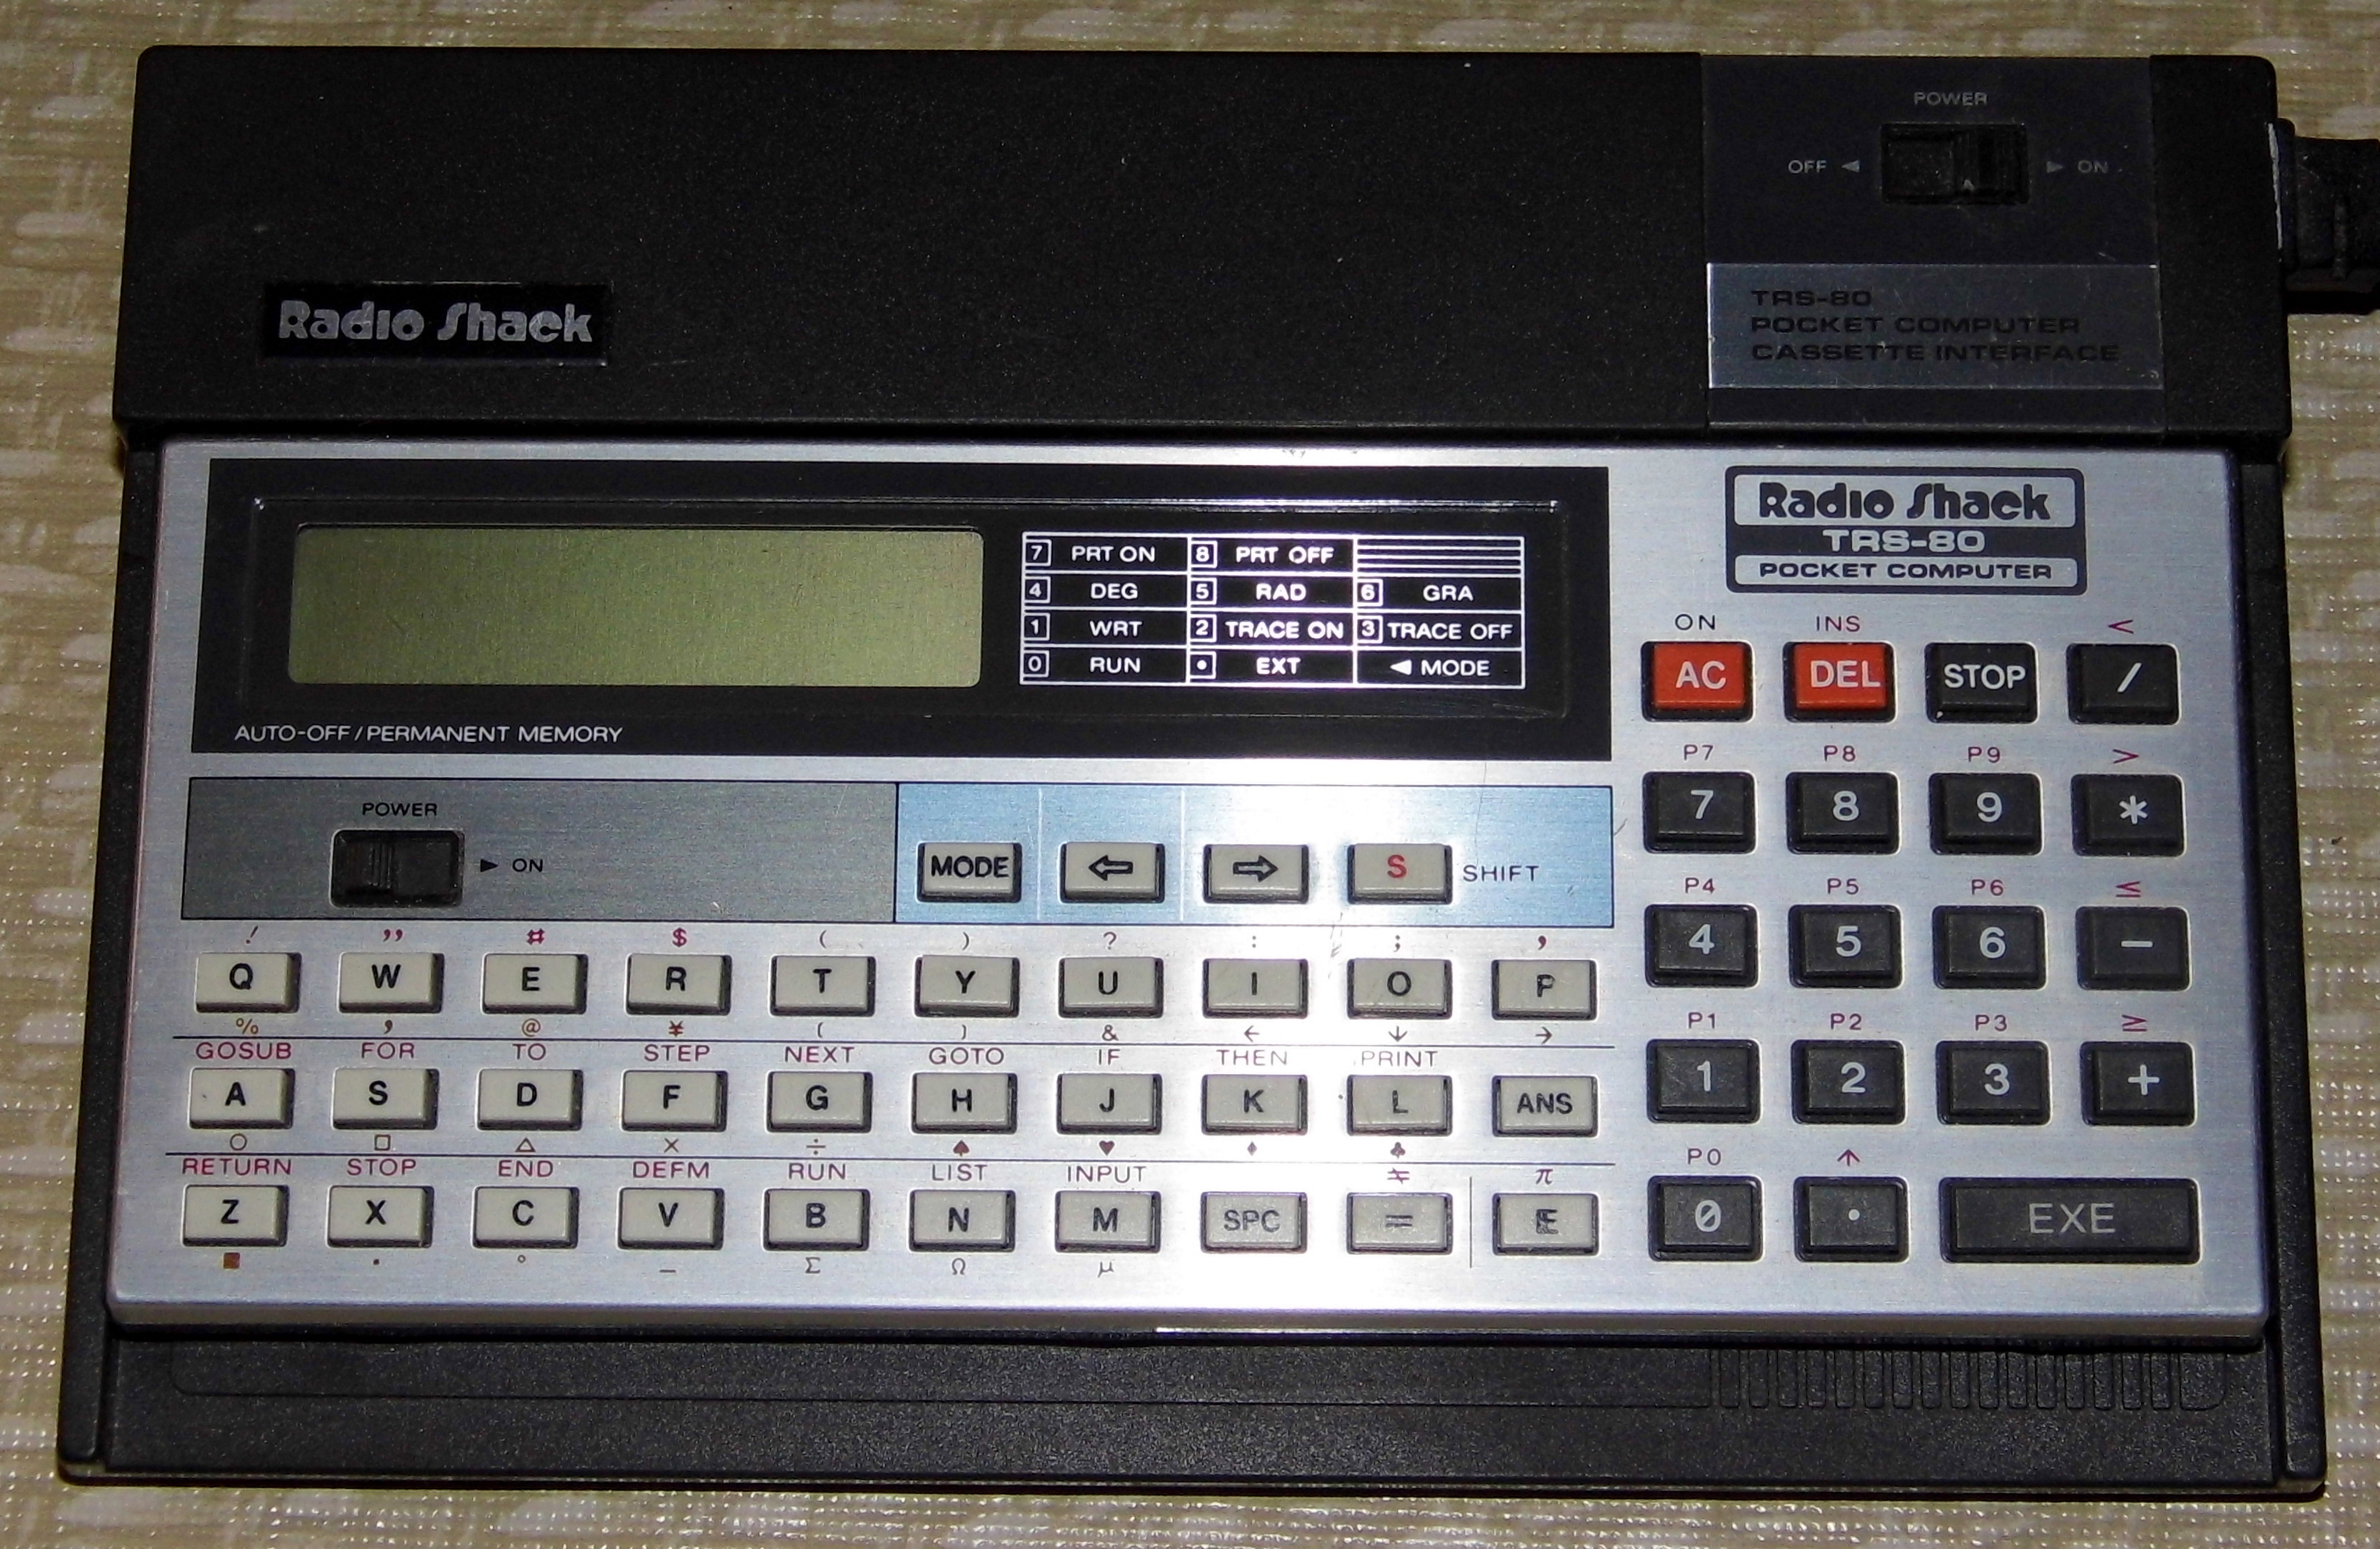 POWER
OFF ◄ ► ON
Radio Shack
TRS-80
POCKET COMPUTER
CASSETTE INTERFACE
Radio Shack
TRS-80
POCKET COMPUTER
7 PRT ON 8 PRT OFF
4 DEG 5 RAD 6 GRA
1 WRT 2 TRACE ON 3 TRACE OFF
0 RUN • EXT ◄ MODE
AUTO-OFF/PERMANENT MEMORY
ON INS <
AC DEL STOP /
POWER
► ON
MODE ⇦ ⇨ S SHIFT
P7 P8 P9 >
7 8 9 *
P4 P5 P6 ≤
4 5 6 −
P1 P2 P3 ≥
1 2 3 +
P0 ↑
0 • EXE
! " # $ ( ) ? : ; ,
Q W E R T Y U I O P
% ' @ ¥ ( ) & ← ↓ →
GOSUB FOR TO STEP NEXT GOTO IF THEN PRINT
A S D F G H J K L ANS
○ □ △ × ÷ ♠ ♥ ♦ ♣
RETURN STOP END DEFM RUN LIST INPUT ≠ π
Z X C V B N M SPC = E
■ · ° _ Σ Ω μ